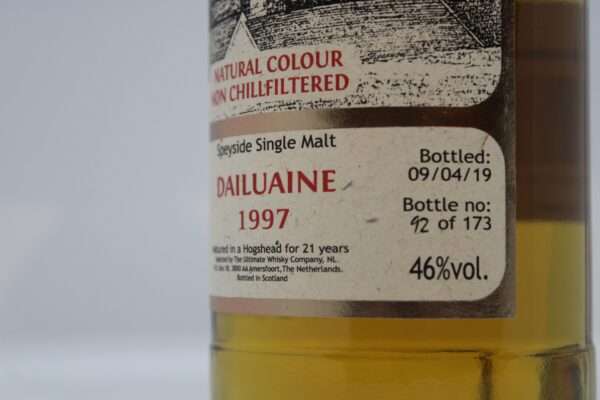 NATURAL COLOUR
NON CHILLFILTERED
Speyside Single Malt
DAILUAINE
1997
Matured in a Hogshead for 21 years
Selected by The Ultimate Whisky Company, NL
18, 3800 AA Amersfoort, The Netherlands.
Bottled in Scotland
Bottled:
09/04/19
Bottle no:
92 of 173
46%vol.